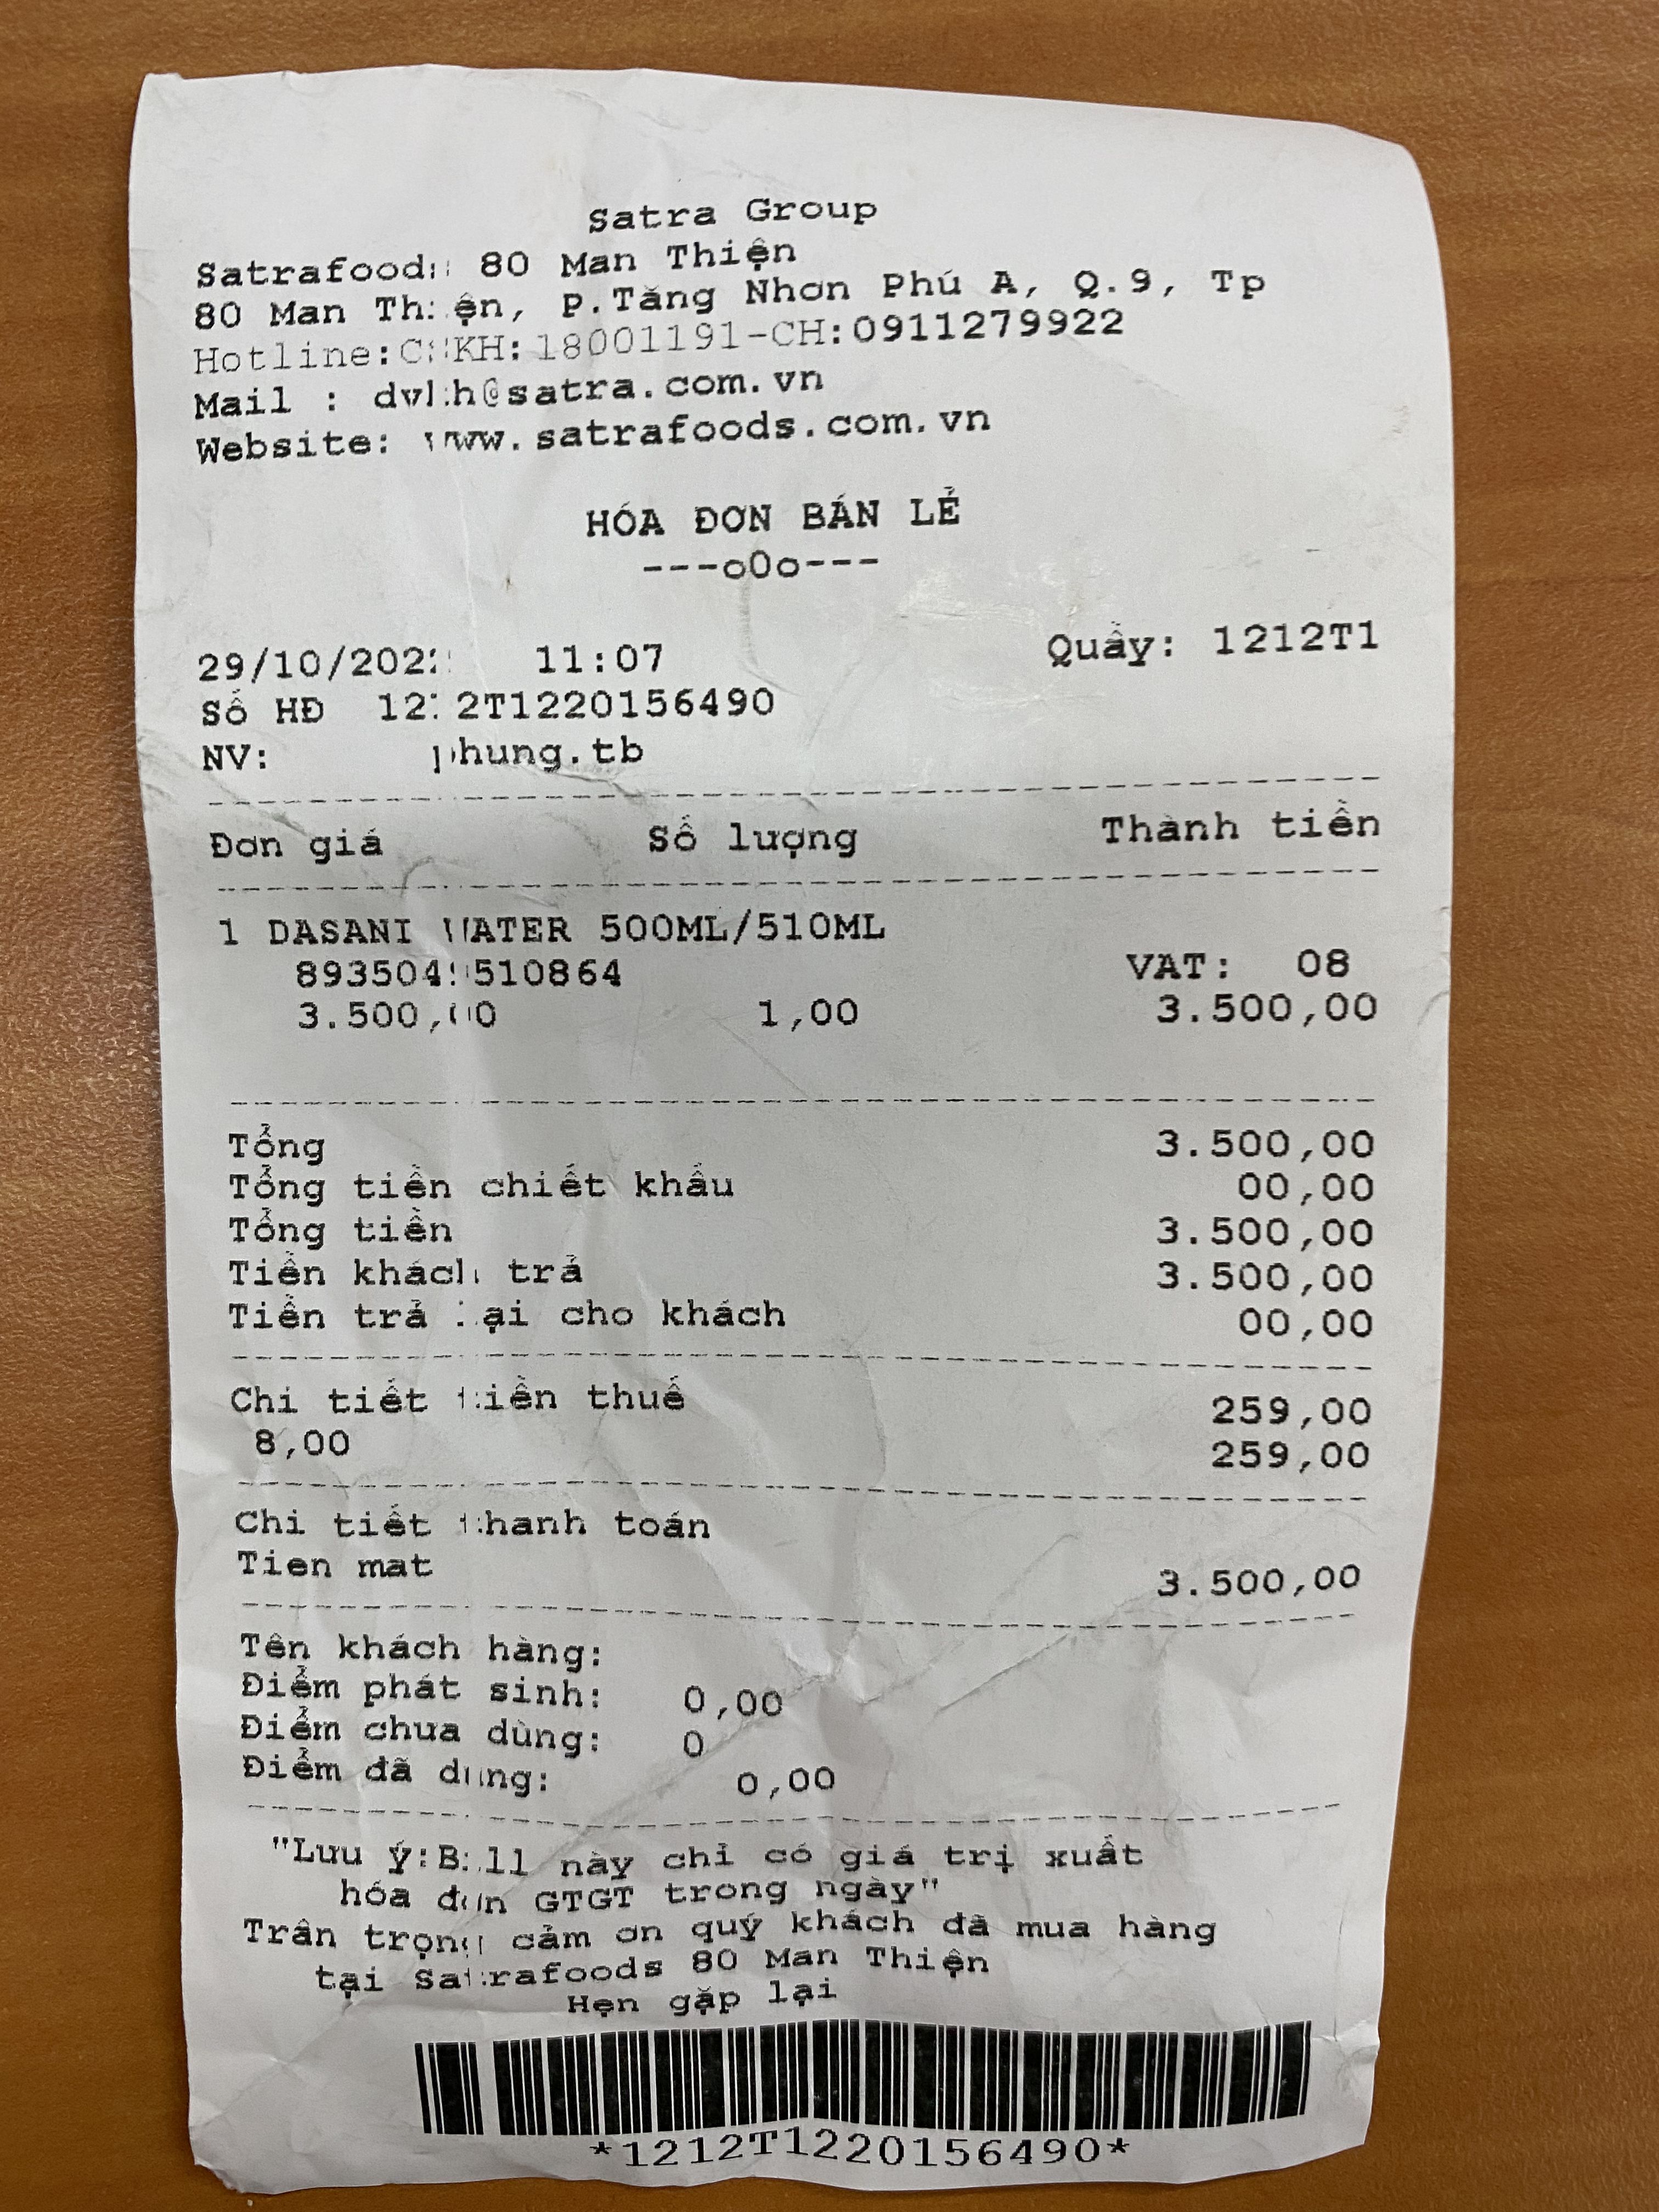 Satra Group
Satrafoods 80 Man Thiện
80 Man Thiện, P.Tăng Nhơn Phú A, Q.9, Tp
Hotline:CSKH:18001191-CH:0911279922
Mail : dvkh@satra.com.vn
Website: www.satrafoods.com.vn
HÓA ĐƠN BÁN LẺ
---oOo---
29/10/2022 11:07 Quầy: 1212T1
Số HĐ 1212T1220156490
NV: phung.tb
Đơn giá Số lượng Thành tiền
1 DASANI WATER 500ML/510ML
8935049510864 VAT: 08
3.500,00 1,00 3.500,00
Tổng 3.500,00
Tổng tiền chiết khấu 00,00
Tổng tiền 3.500,00
Tiền khách trả 3.500,00
Tiền trả lại cho khách 00,00
Chi tiết tiền thuế 259,00
8,00 259,00
Chi tiết thanh toán
Tien mat 3.500,00
Tên khách hàng:
Điểm phát sinh: 0,00
Điểm chưa dùng: 0
Điểm đã dùng: 0,00
"Lưu ý:Bill này chỉ có giá trị xuất
hóa đơn GTGT trong ngày"
Trân trọng cảm ơn quý khách đã mua hàng
tại Satrafoods 80 Man Thiện
Hẹn gặp lại
*1212T1220156490*